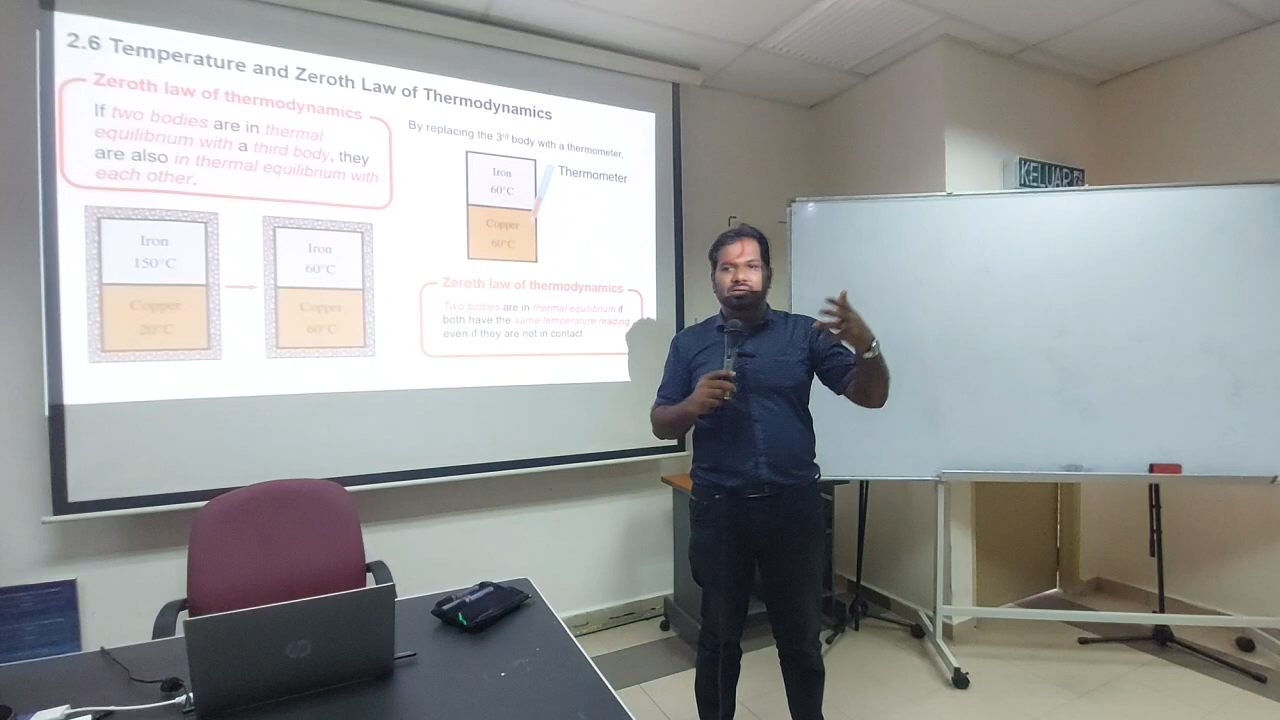 2.6 Temperature and Zeroth Law of Thermodynamics
Zeroth law of thermodynamics
If two bodies are in thermal
equilibrium with a third body, they
are also in thermal equilibrium with
each other.
Iron
150°C
Copper
20°C
Iron
60°C
Copper
60°C
By replacing the 3rd body with a thermometer,
Iron
60°C
Copper
60°C
Thermometer
Zeroth law of thermodynamics
Two bodies are in thermal equilibrium if
both have the same temperature reading
even if they are not in contact
KELUAR
hp